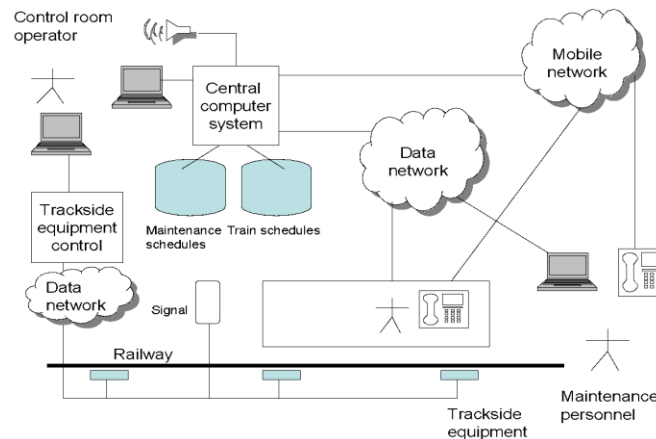 Control room
operator
Mobile
network
Central
computer
system
Data
network
Trackside
equipment
control
Maintenance
schedules
Train schedules
Data
network
Signal
Railway
Trackside
equipment
Maintenance
personnel